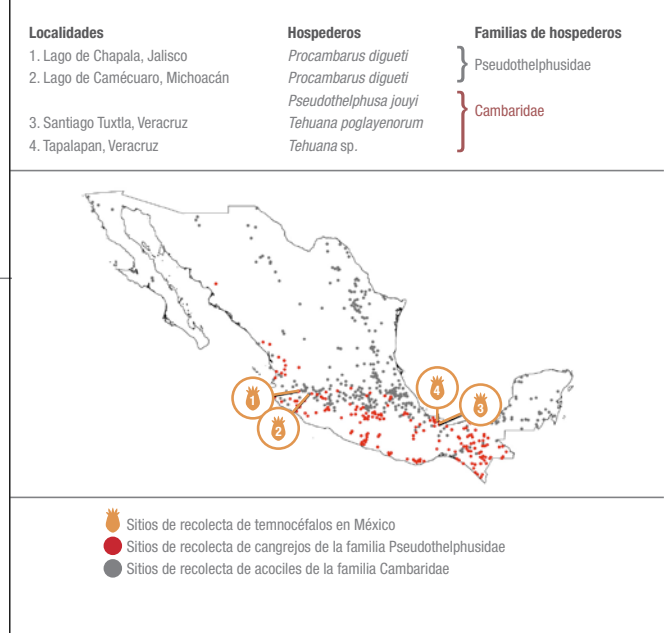 Localidades Hospederos Familias de hospederos
1. Lago de Chapala, Jalisco Procambarus digueti
Pseudothelphusidae
2. Lago de Camécuaro, Michoacán Procambarus digueti
Pseudothelphusa jouyi
Cambaridae
3. Santiago Tuxtla, Veracruz Tehuana poglayenorum
4. Tapalapan, Veracruz Tehuana sp.
1
2
4
3
Sitios de recolecta de temnocéfalos en México
Sitios de recolecta de cangrejos de la familia Pseudothelphusidae
Sitios de recolecta de acociles de la familia Cambaridae